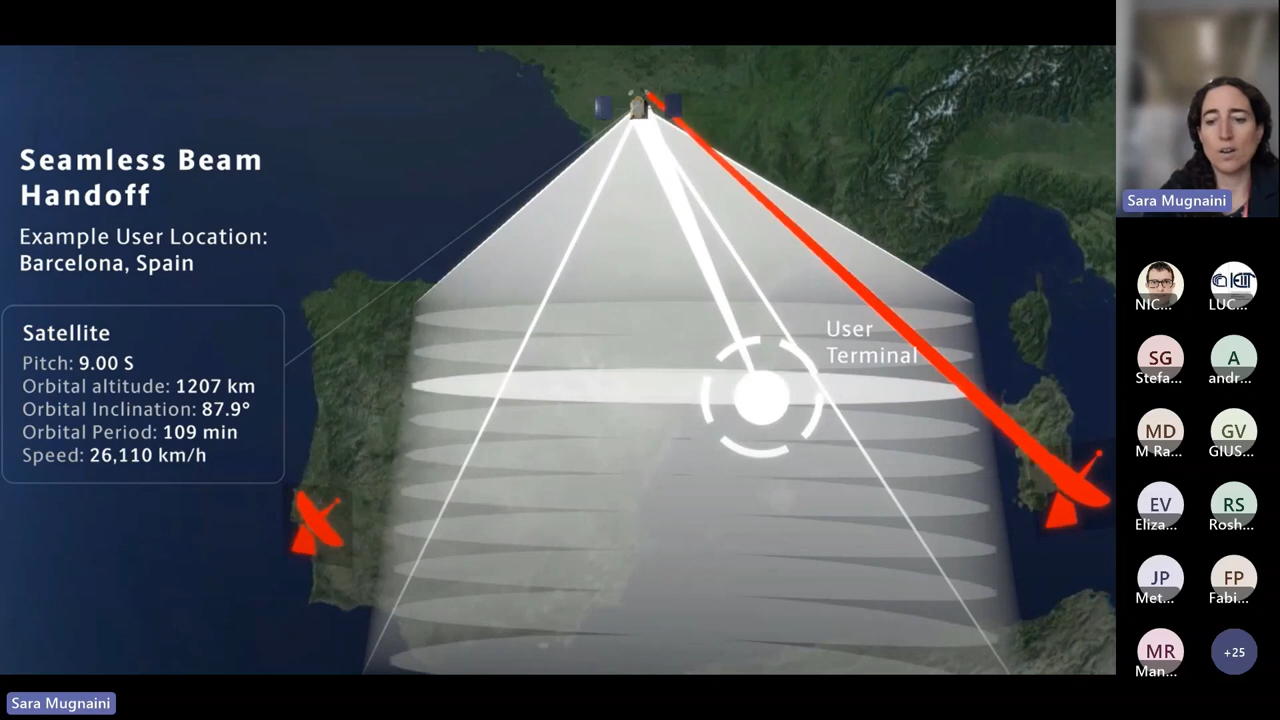 Seamless Beam
Handoff
Example User Location:
Barcelona, Spain
Satellite
Pitch: 9.00 S
Orbital altitude: 1207 km
Orbital Inclination: 87.9°
Orbital Period: 109 min
Speed: 26,110 km/h
User
Terminal
Sara Mugnaini
NIC...
LUC...
SG
Stefa...
A
andr...
MD
M Ra...
GV
GIUS...
EV
Eliza...
RS
Rosh...
JP
Met...
FP
Fabi...
MR
Man...
+25
Sara Mugnaini